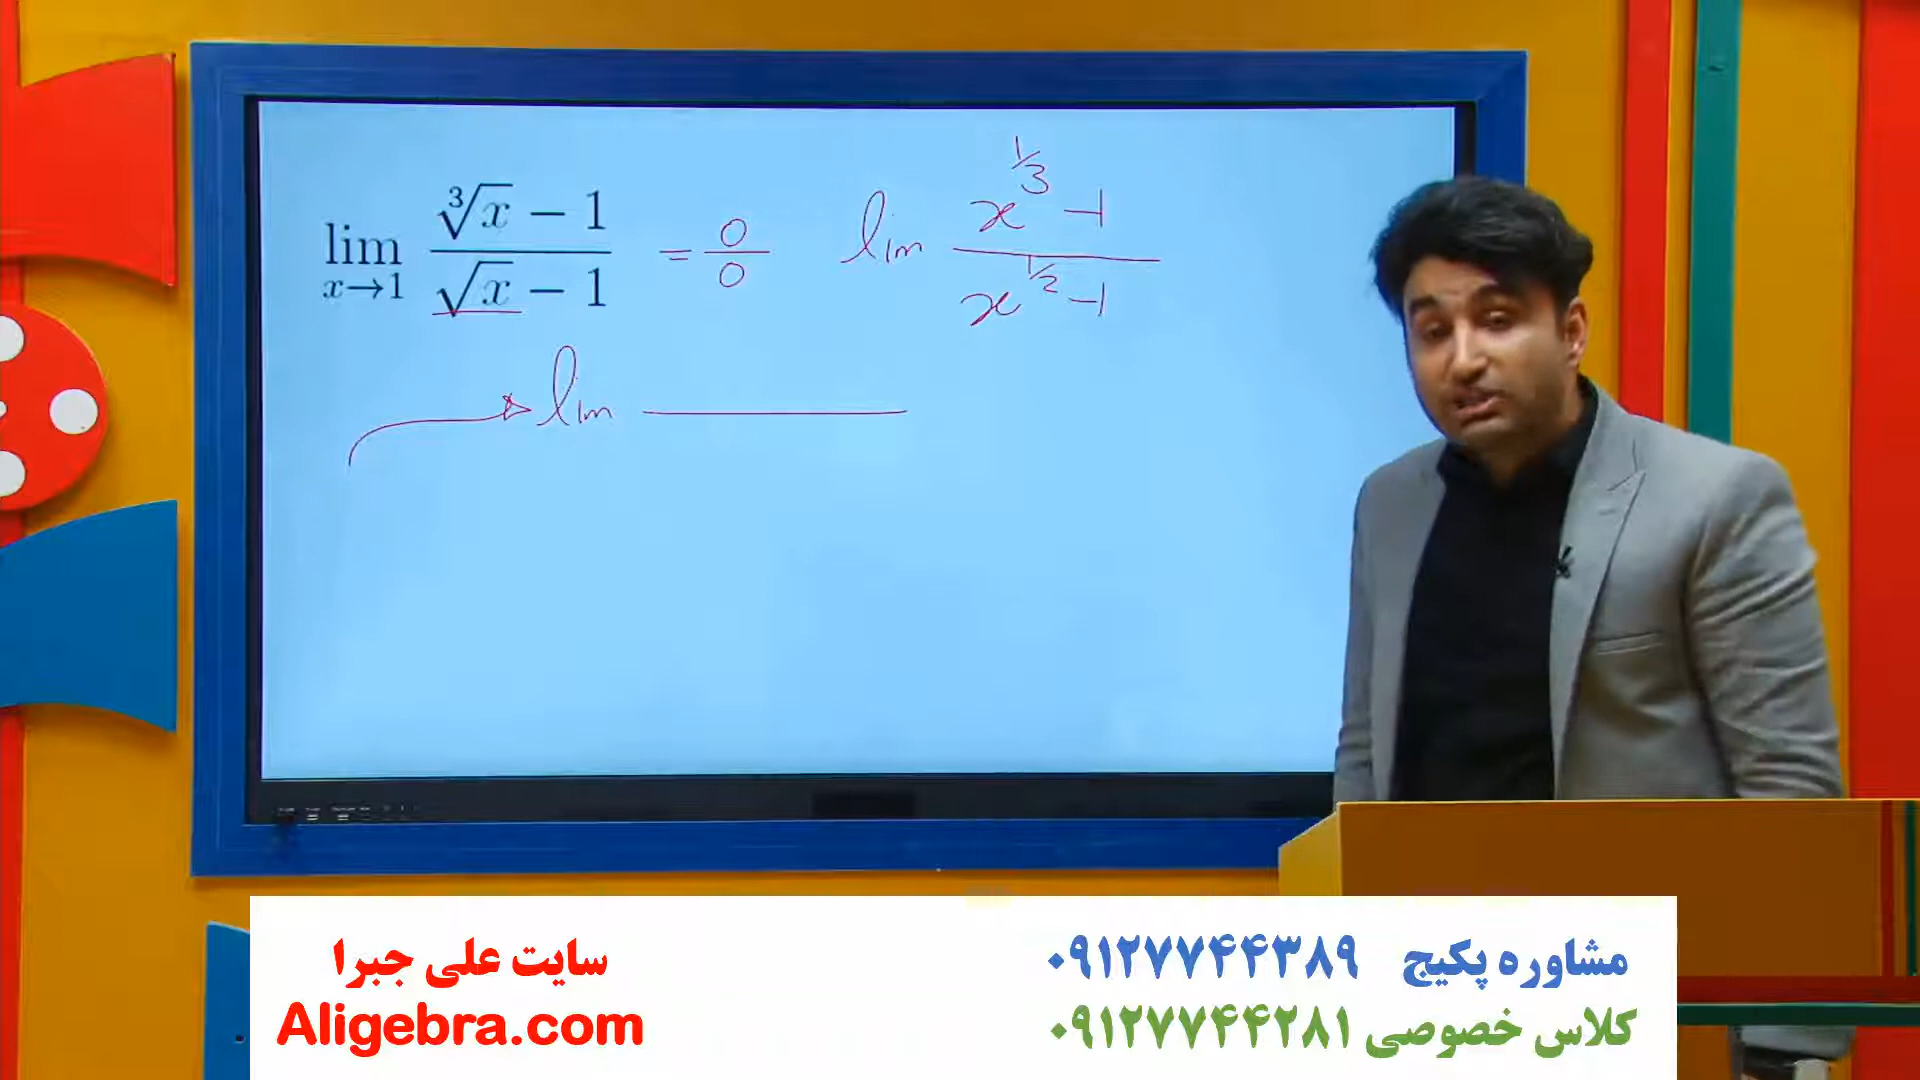 lim x→1 (∛x − 1)/(√x − 1) = 0/0 lim (x^1/3 − 1)/(x^1/2 − 1)
lim
سایت علی جبرا
Aligebra.com
مشاوره پکیج ۰۹۱۲۷۷۴۴۳۸۹
کلاس خصوصی ۰۹۱۲۷۷۴۴۲۸۱